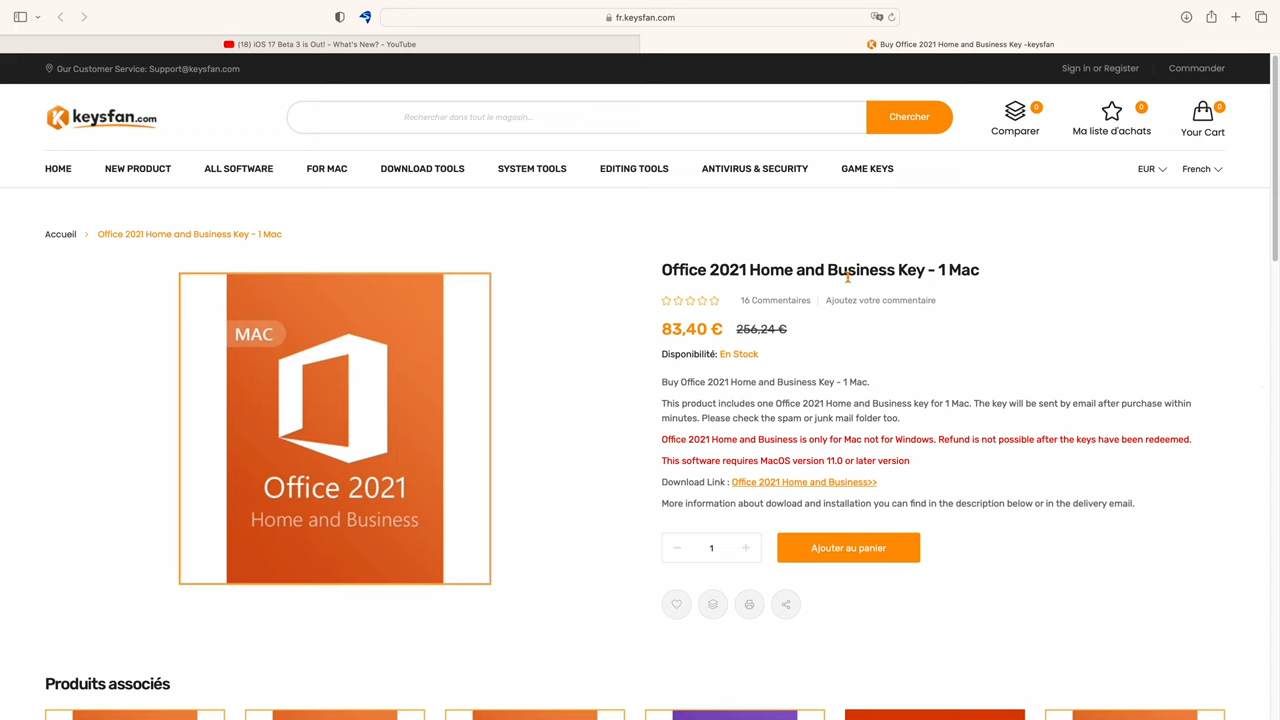 fr.keysfan.com
(18) iOS 17 Beta 3 is Out! - What's New? - YouTube
Buy Office 2021 Home and Business Key -keysfan
Our Customer Service: Support@keysfan.com
Sign in or Register
Commander
keysfan.com
Rechercher dans tout le magasin...
Chercher
0
Comparer
0
Ma liste d'achats
0
Your Cart
HOME
NEW PRODUCT
ALL SOFTWARE
FOR MAC
DOWNLOAD TOOLS
SYSTEM TOOLS
EDITING TOOLS
ANTIVIRUS & SECURITY
GAME KEYS
EUR
French
Accueil > Office 2021 Home and Business Key - 1 Mac
MAC
Office 2021
Home and Business
Office 2021 Home and Business Key - 1 Mac
16 Commentaires
Ajoutez votre commentaire
83,40 € 256,24 €
Disponibilité: En Stock
Buy Office 2021 Home and Business Key - 1 Mac.
This product includes one Office 2021 Home and Business key for 1 Mac. The key will be sent by email after purchase within
minutes. Please check the spam or junk mail folder too.
Office 2021 Home and Business is only for Mac not for Windows. Refund is not possible after the keys have been redeemed.
This software requires MacOS version 11.0 or later version
Download Link : Office 2021 Home and Business>>
More information about dowload and installation you can find in the description below or in the delivery email.
1
Ajouter au panier
Produits associés